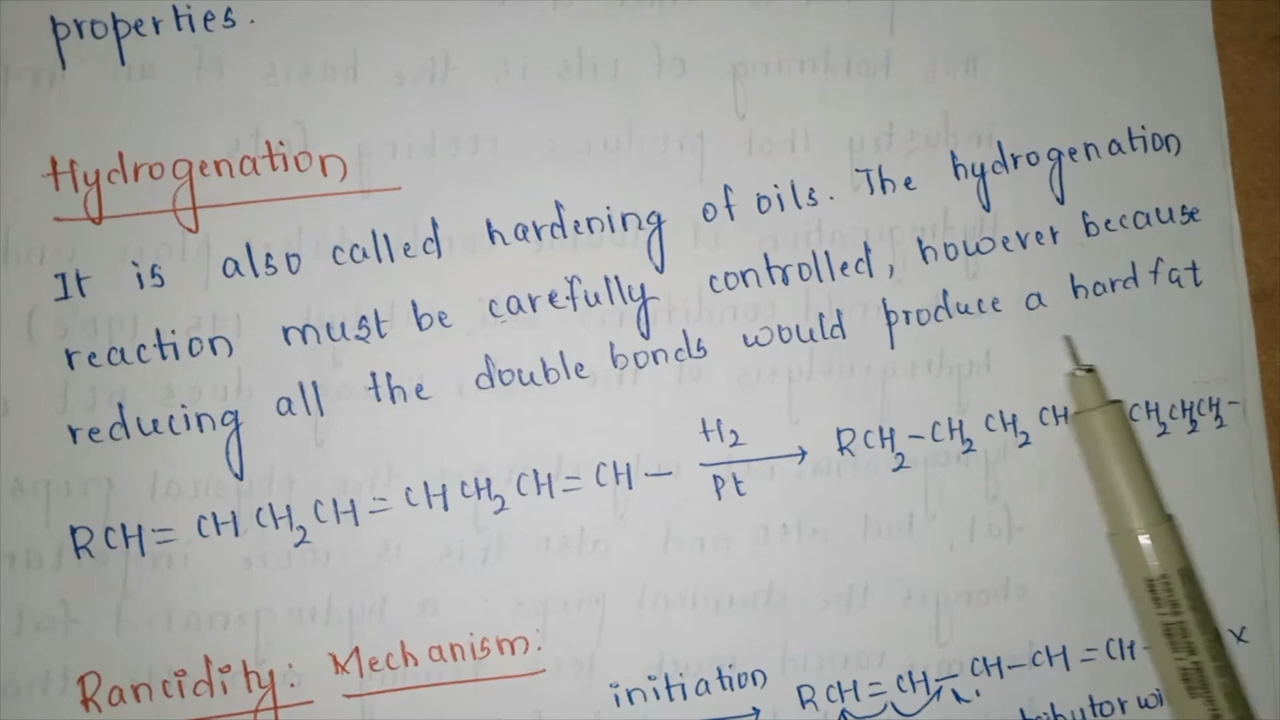 properties.
Hydrogenation
It is also called hardening of oils. The hydrogenation
reaction must be carefully controlled, however because
reducing all the double bonds would produce a hard fat
RCH = CH CH₂ CH = CH CH₂ CH = CH – H₂ Pt → RCH₂ – CH₂ CH₂ CH CH₂CH₂CH₂ –
Rancidity: Mechanism:
initiation RCH = CH – CH – CH = CH – x